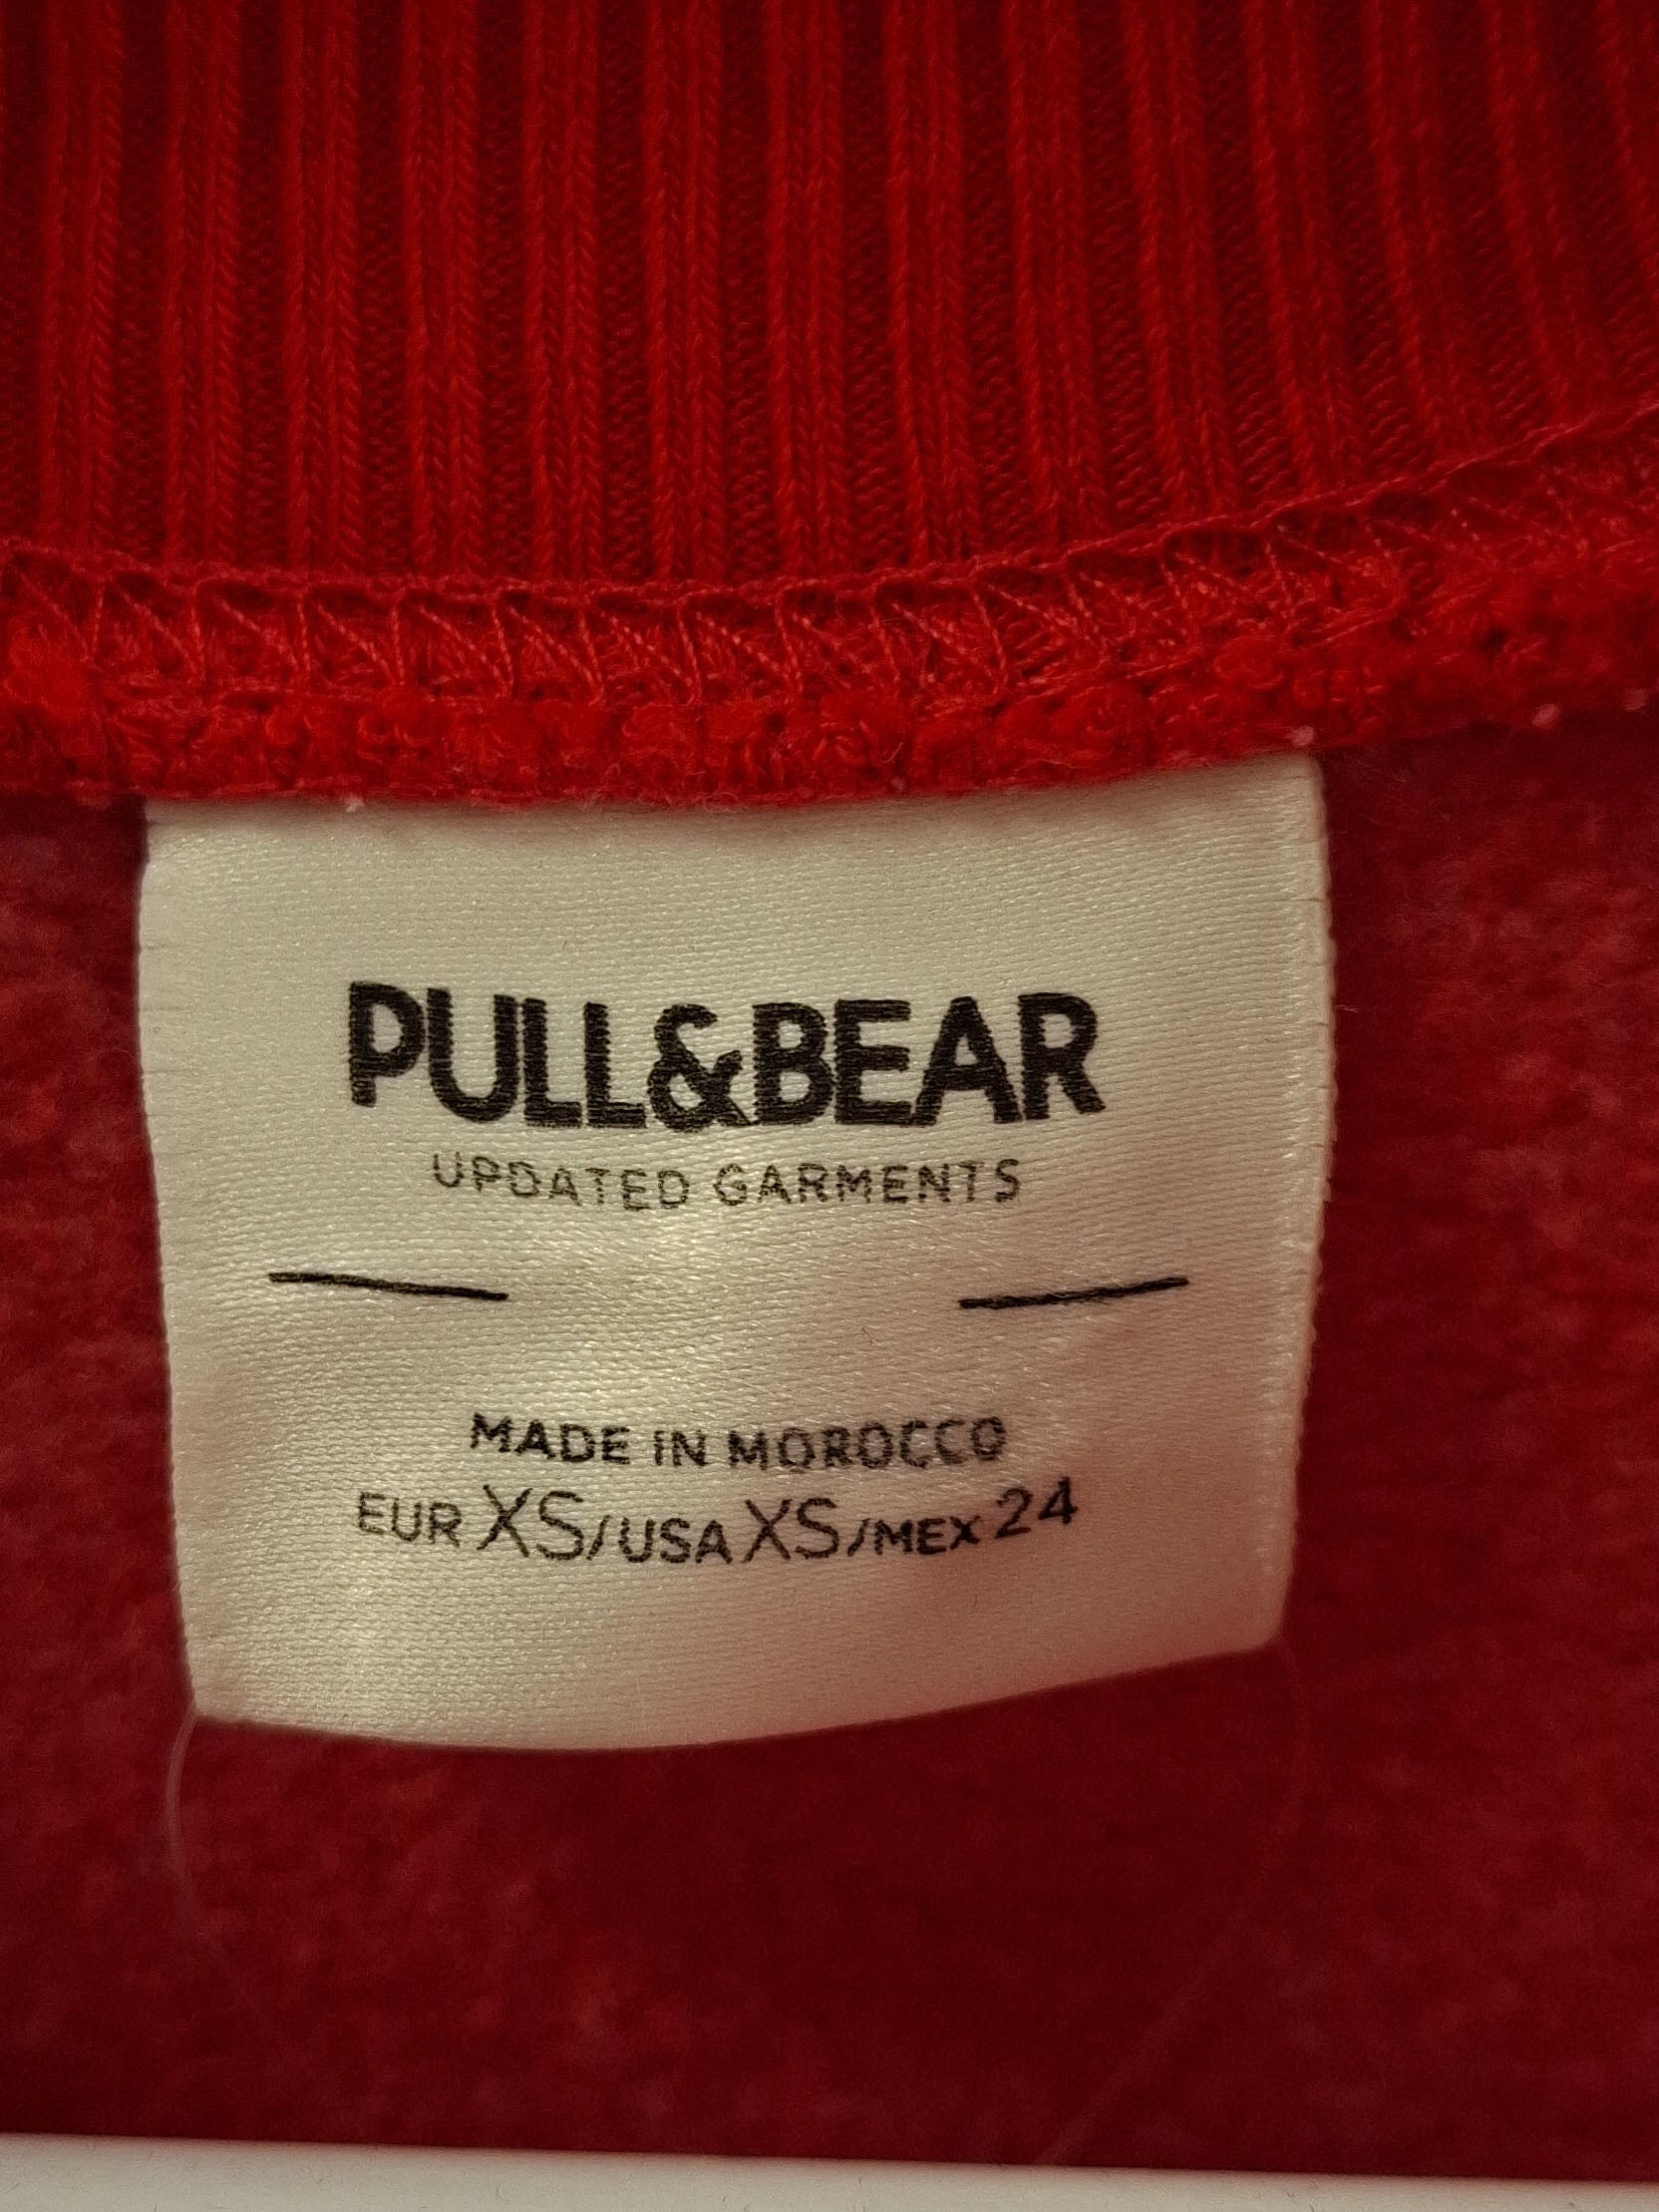 PULL&BEAR
UPDATED GARMENTS
MADE IN MOROCCO
EUR XS/USA XS/MEX 24